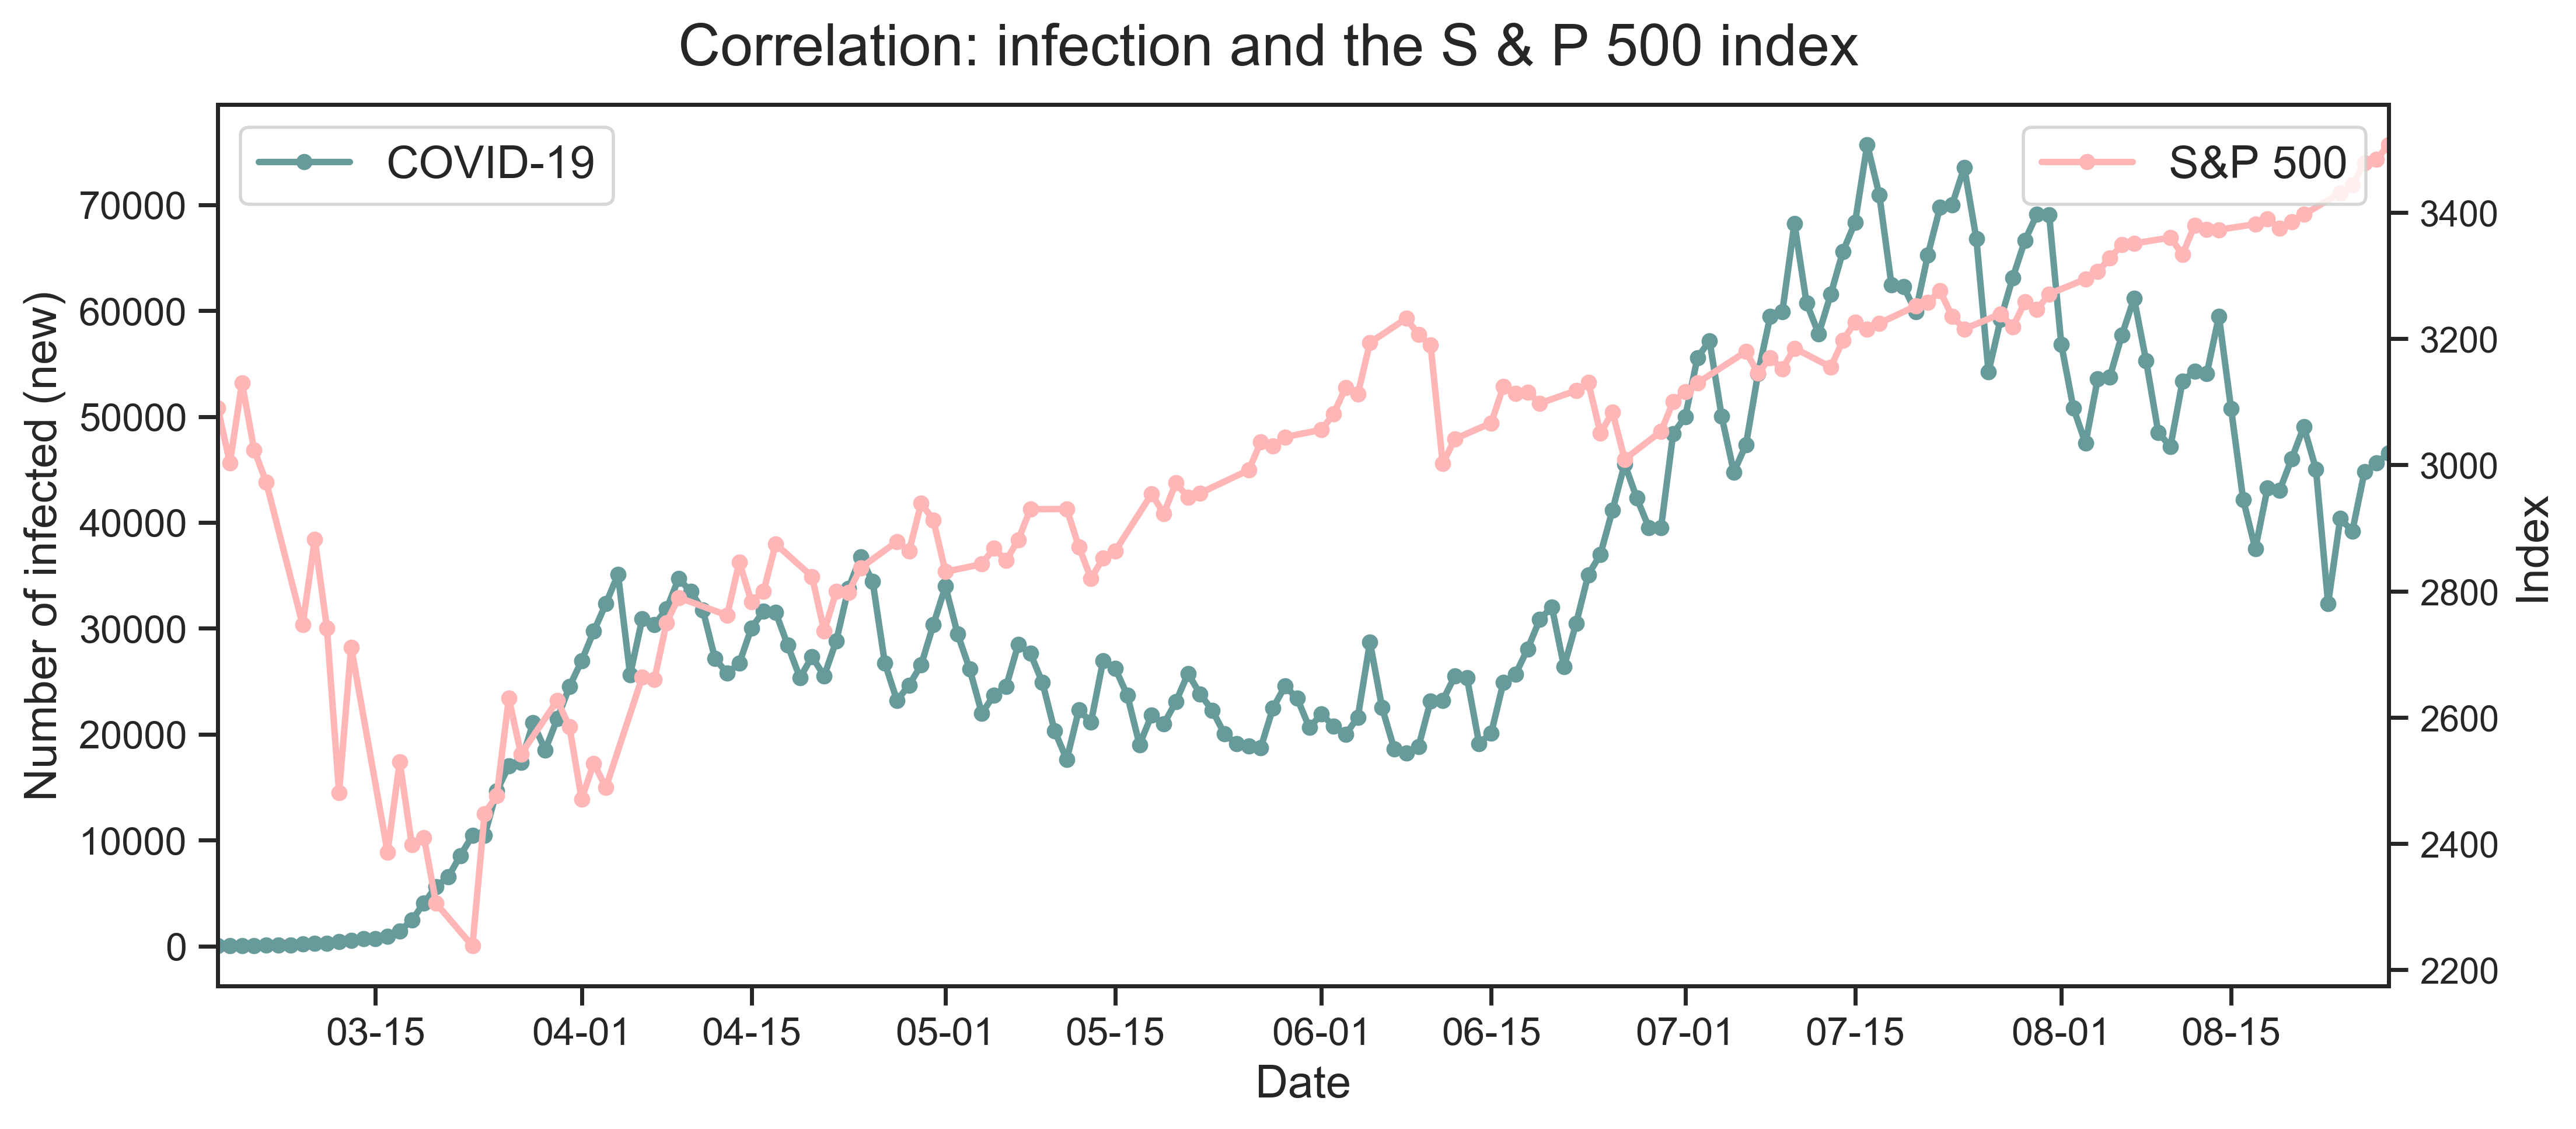 Correlation: infection and the S & P 500 index
COVID-19
S&P 500
Number of infected (new)
70000
60000
50000
40000
30000
20000
10000
0
3400
3200
3000
2800
2600
2400
2200
Index
03-15 04-01 04-15 05-01 05-15 06-01 06-15 07-01 07-15 08-01 08-15
Date